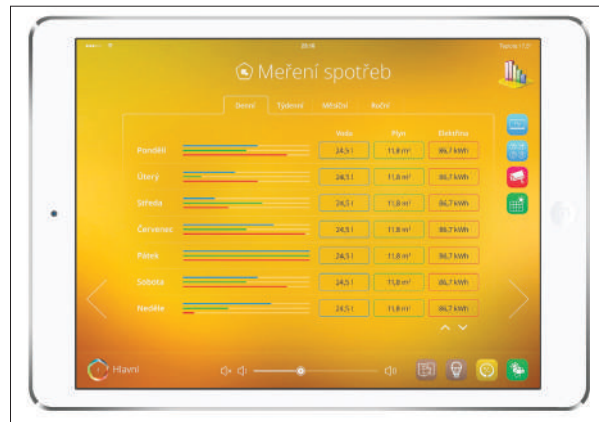 20:16
Měření spotřeb
Denní Týdenní Měsíční Roční
Voda Plyn Elektřina
Pondělí 24,5 l 11,8 m³ 86,7 kWh
Úterý 24,5 l 11,8 m³ 86,7 kWh
Středa 24,5 l 11,8 m³ 86,7 kWh
Červenec 24,5 l 11,8 m³ 86,7 kWh
Pátek 24,5 l 11,8 m³ 86,7 kWh
Sobota 24,5 l 11,8 m³ 86,7 kWh
Neděle 24,5 l 11,8 m³ 86,7 kWh
Hlavní